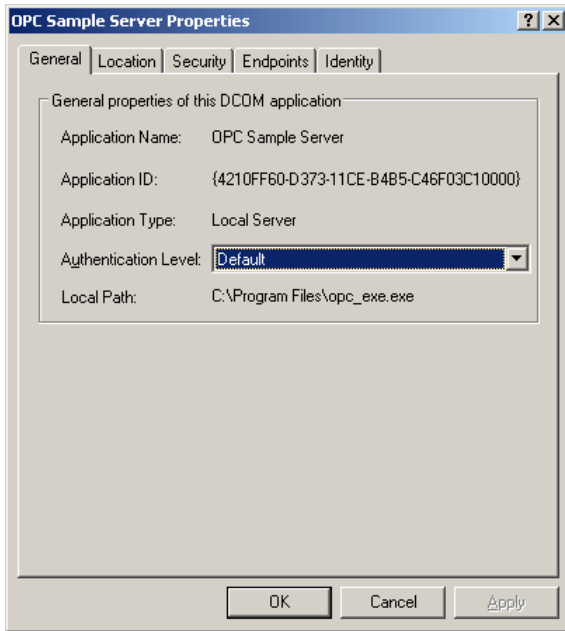 OPC Sample Server Properties
General Location Security Endpoints Identity
General properties of this DCOM application
Application Name: OPC Sample Server
Application ID: {4210FF60-D373-11CE-B4B5-C46F03C10000}
Application Type: Local Server
Authentication Level: Default
Local Path: C:\Program Files\opc_exe.exe
OK Cancel Apply